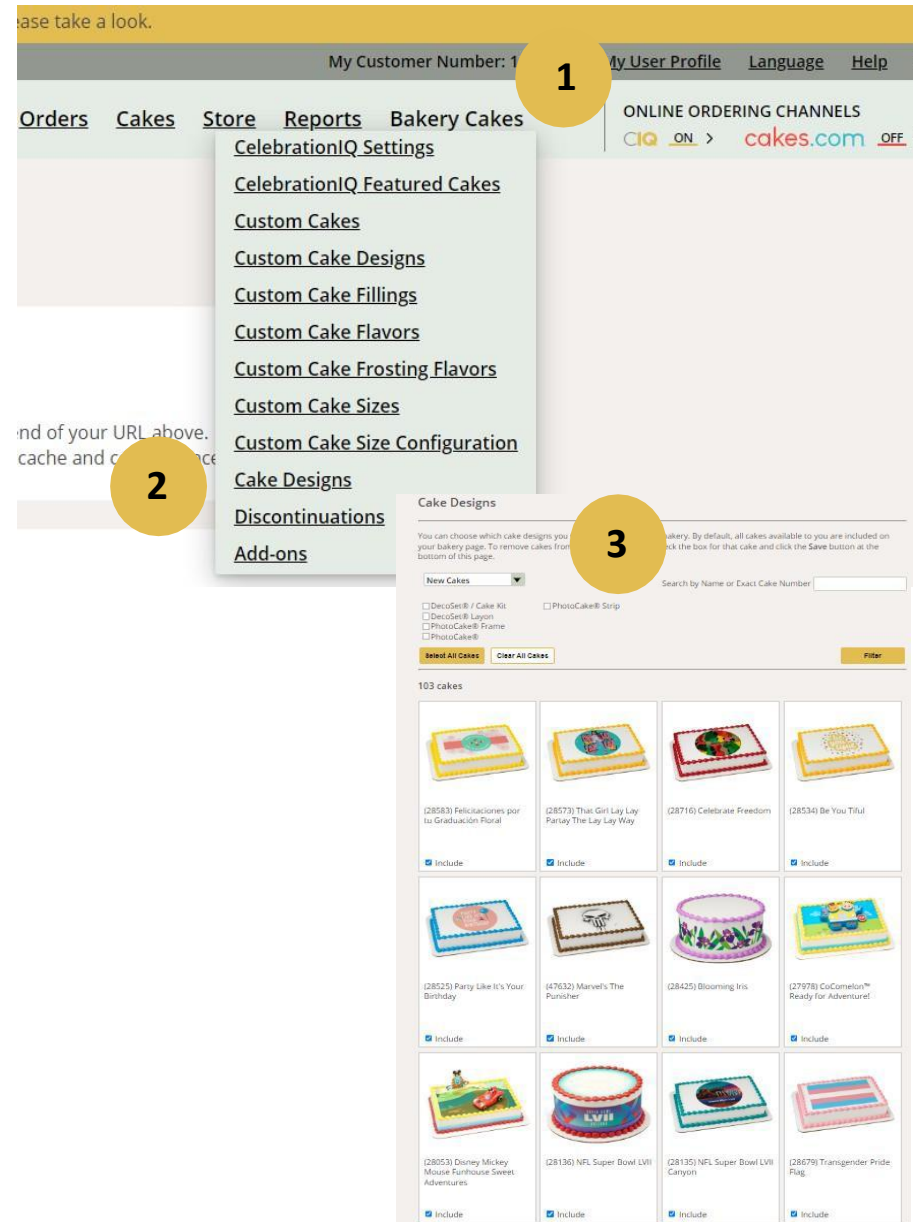 ease take a look.
My Customer Number: 1
My User Profile Language Help
1
Orders Cakes Store Reports Bakery Cakes
ONLINE ORDERING CHANNELS
CIQ ON > cakes.com OFF
CelebrationIQ Settings
CelebrationIQ Featured Cakes
Custom Cakes
Custom Cake Designs
Custom Cake Fillings
Custom Cake Flavors
Custom Cake Frosting Flavors
Custom Cake Sizes
Custom Cake Size Configuration
Cake Designs
Discontinuations
Add-ons
end of your URL above.
cache and
2
Cake Designs
You can choose which cake designs you bakery. By default, all cakes available to you are included on
your bakery page. To remove cakes from the box for that cake and click the Save button at the
bottom of this page.
3
New Cakes
Search by Name or Exact Cake Number
DecoSet® / Cake Kit PhotoCake® Strip
DecoSet® Layon
PhotoCake® Frame
PhotoCake®
Select All Cakes Clear All Cakes Filter
103 cakes
(28583) Felicitaciones por
tu Graduación Floral
(28573) That Girl Lay Lay
Partay The Lay Lay Way
(28716) Celebrate Freedom
(28534) Be You Tiful
Include Include Include Include
(28525) Party Like It's Your
Birthday
(47632) Marvel's The
Punisher
(28425) Blooming Iris
(27978) CoComelon™
Ready for Adventure!
Include Include Include Include
LVII
(28053) Disney Mickey
Mouse Funhouse Sweet
Adventures
(28136) NFL Super Bowl LVII
(28135) NFL Super Bowl LVII
Canyon
(28679) Transgender Pride
Flag
Include Include Include Include